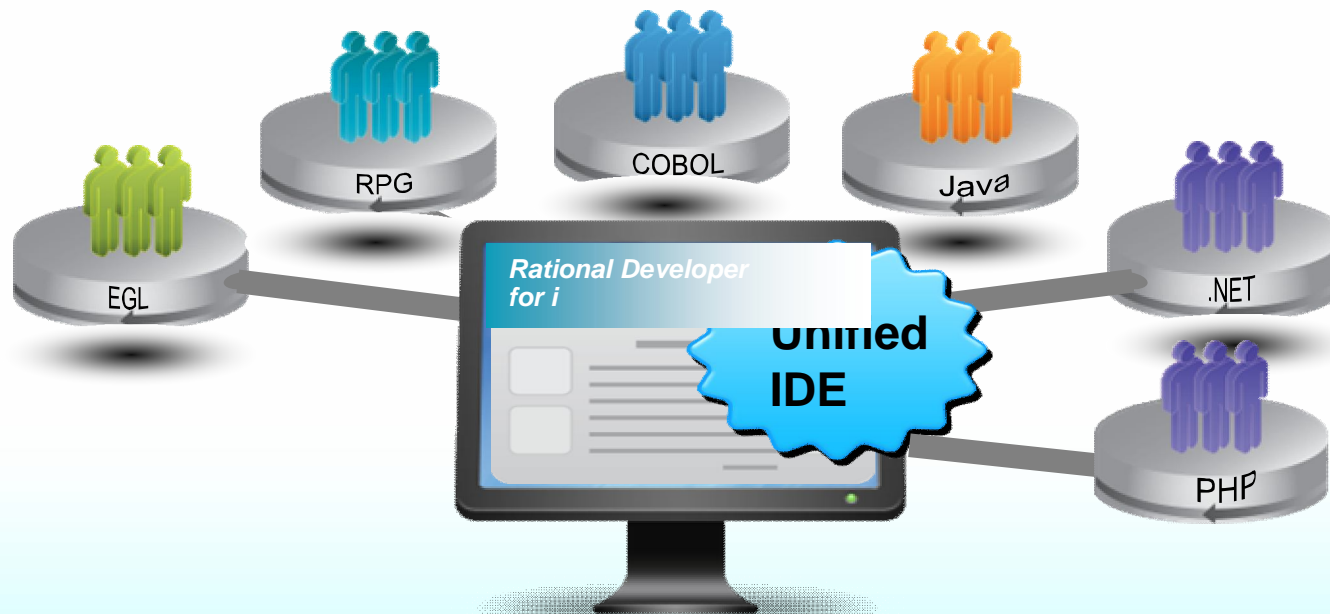 COBOL
RPG
Java
EGL
.NET
Rational Developer
for i
Unified
IDE
PHP